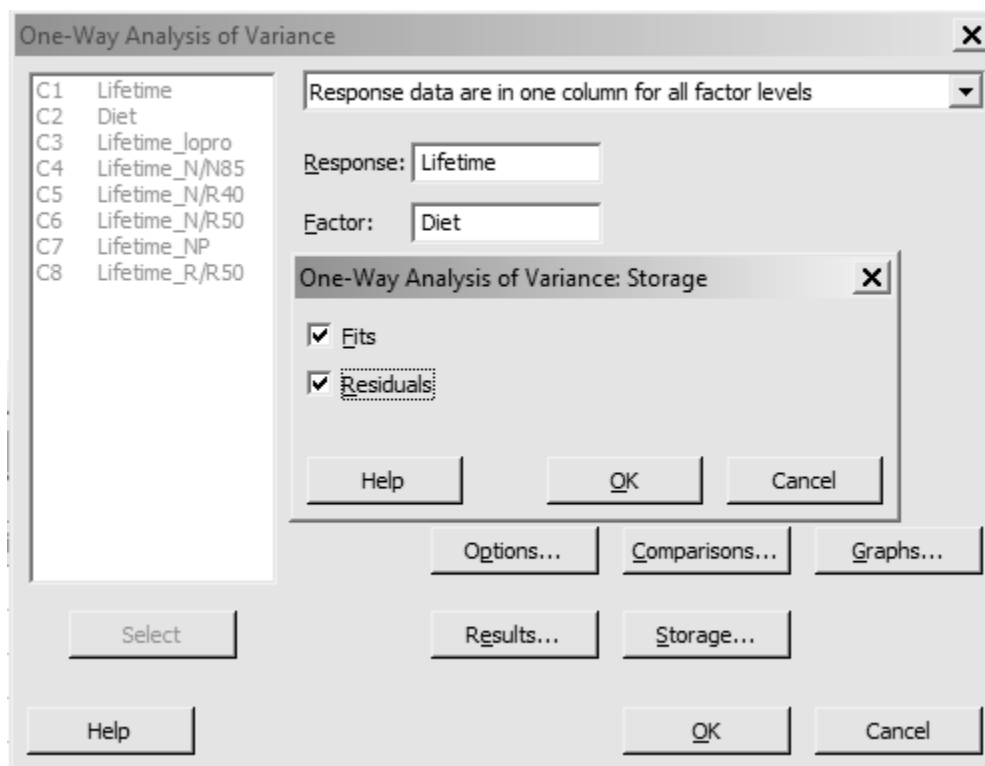 One-Way Analysis of Variance
C1 Lifetime
C2 Diet
C3 Lifetime_lopro
C4 Lifetime_N/N85
C5 Lifetime_N/R40
C6 Lifetime_N/R50
C7 Lifetime_NP
C8 Lifetime_R/R50
Response data are in one column for all factor levels
Response: Lifetime
Factor: Diet
One-Way Analysis of Variance: Storage
Fits
Residuals
Help OK Cancel
Options... Comparisons... Graphs...
Select Results... Storage...
Help OK Cancel